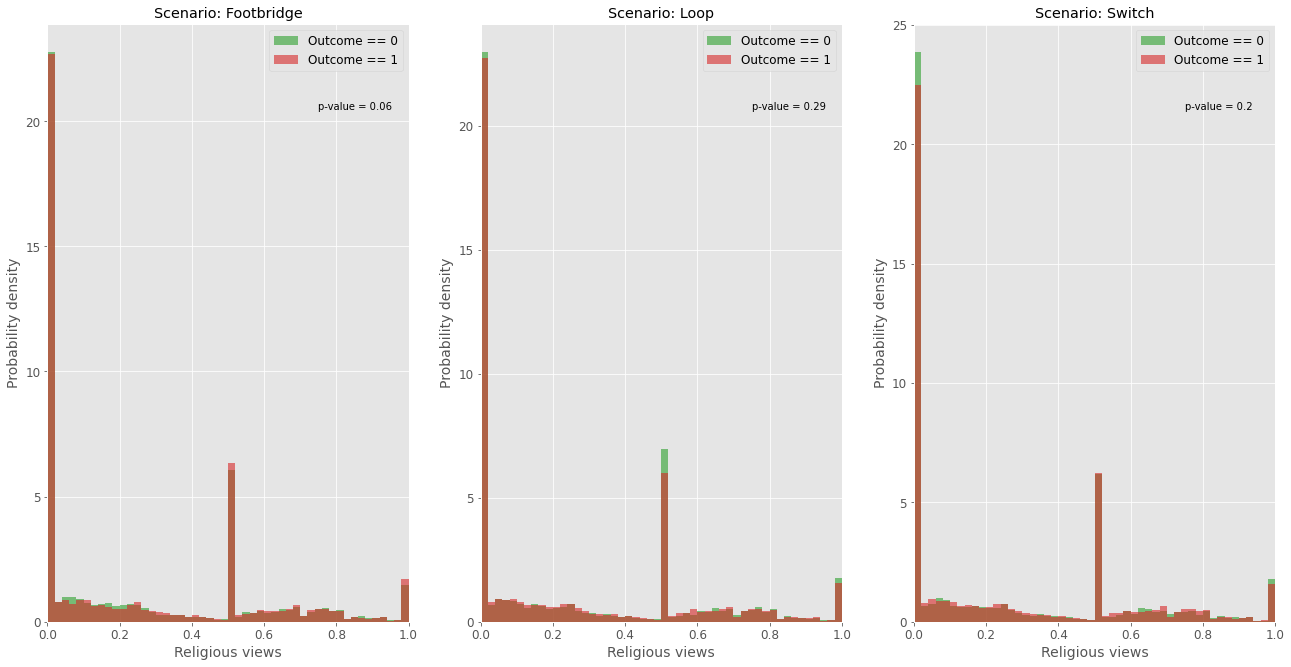 Scenario: Footbridge
Outcome == 0
Outcome == 1
p-value = 0.06
Probability density
20
15
10
5
0
0.0 0.2 0.4 0.6 0.8 1.0
Religious views
Scenario: Loop
Outcome == 0
Outcome == 1
p-value = 0.29
Probability density
20
15
10
5
0
0.0 0.2 0.4 0.6 0.8 1.0
Religious views
Scenario: Switch
Outcome == 0
Outcome == 1
p-value = 0.2
Probability density
25
20
15
10
5
0
0.0 0.2 0.4 0.6 0.8 1.0
Religious views